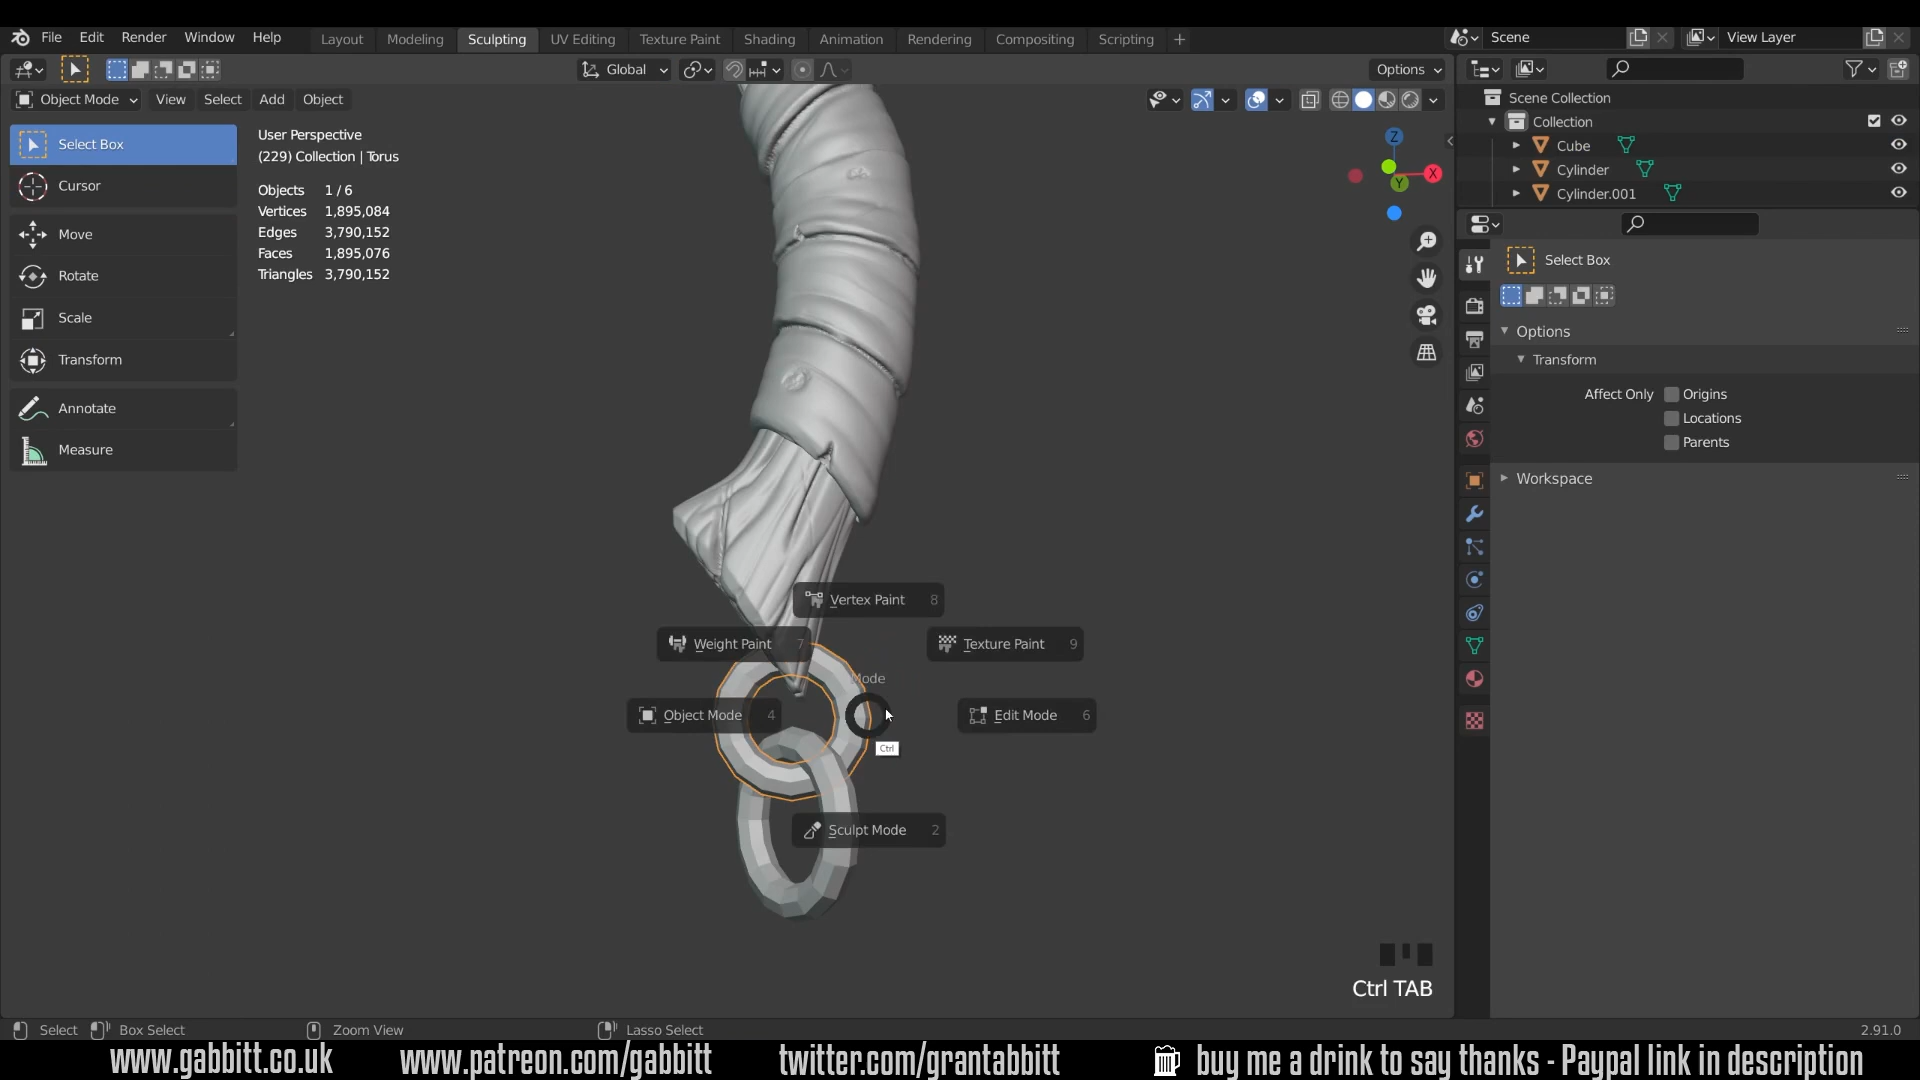 File Edit Render Window Help Layout Modeling Sculpting UV Editing Texture Paint Shading Animation Rendering Compositing Scripting + Scene View Layer
Global Options
Object Mode View Select Add Object
Scene Collection
Collection
Cube
Cylinder
Cylinder.001
Select Box
Cursor
Move
Rotate
Scale
Transform
Annotate
Measure
User Perspective
(229) Collection | Torus
Objects 1 / 6
Vertices 1,895,084
Edges 3,790,152
Faces 1,895,076
Triangles 3,790,152
Z
X
Y
Select Box
Options
Transform
Affect Only Origins
Locations
Parents
Workspace
Vertex Paint 8
Weight Paint 7
Texture Paint 9
Mode
Object Mode 4
Edit Mode 6
Ctrl
Sculpt Mode 2
Ctrl TAB
Select Box Select Zoom View Lasso Select 2.91.0
www.gabbitt.co.uk www.patreon.com/gabbitt twitter.com/grantabbitt buy me a drink to say thanks - Paypal link in description